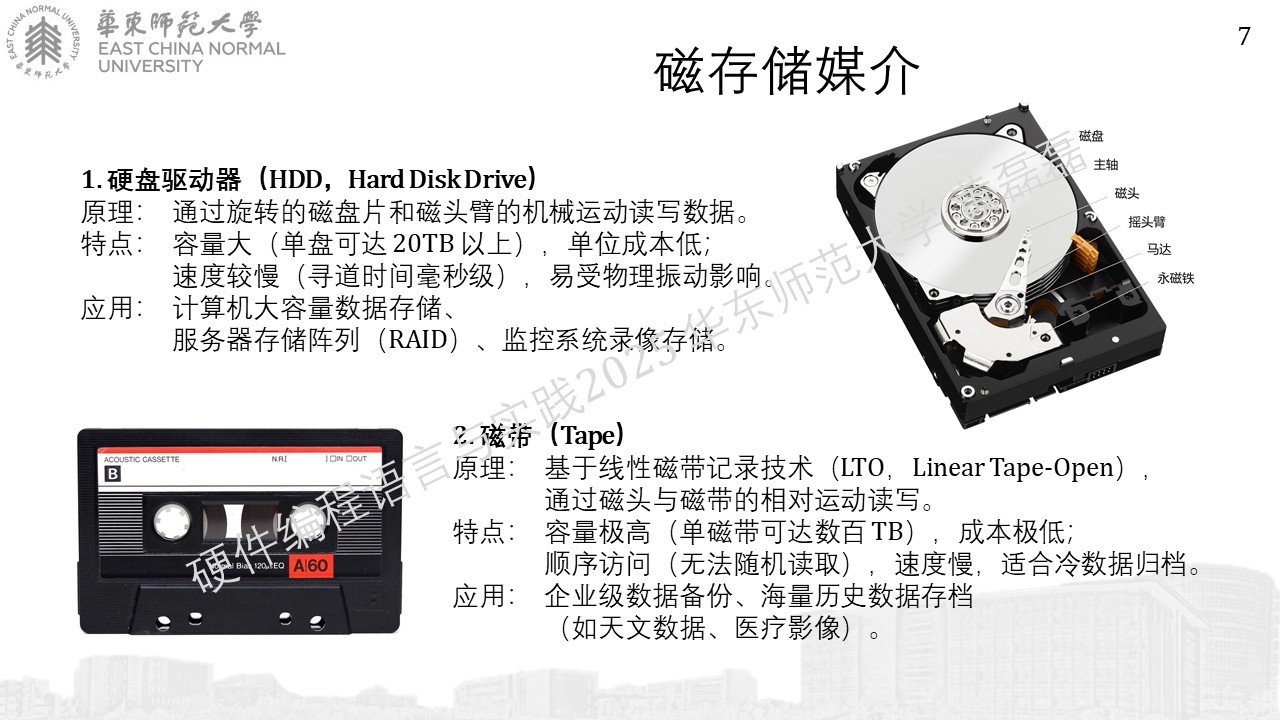 華東師范大學
EAST CHINA NORMAL
UNIVERSITY
7
磁存储媒介
1. 硬盘驱动器（HDD，Hard Disk Drive）
原理： 通过旋转的磁盘片和磁头臂的机械运动读写数据。
特点： 容量大（单盘可达 20TB 以上），单位成本低；
速度较慢（寻道时间毫秒级），易受物理振动影响。
应用： 计算机大容量数据存储、
服务器存储阵列（RAID）、监控系统录像存储。
磁盘
主轴
磁头
摇头臂
马达
永磁铁
2. 磁带（Tape）
原理： 基于线性磁带记录技术（LTO，Linear Tape-Open），
通过磁头与磁带的相对运动读写。
特点： 容量极高（单磁带可达数百 TB），成本极低；
顺序访问（无法随机读取），速度慢，适合冷数据归档。
应用： 企业级数据备份、海量历史数据存档
（如天文数据、医疗影像）。
ACOUSTIC CASSETTE
N.R[ ] □IN □OUT
B
Normal Bias 120μ EQ
A|60
硬件编程语言与实践2025华东师范大学 磊磊